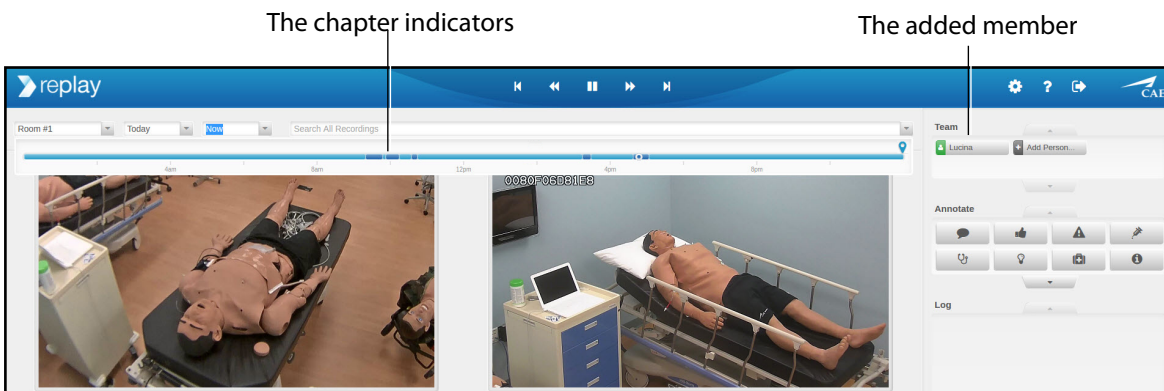 The chapter indicators
The added member
replay
CAE
Room #1
Today
Now
Search All Recordings
4am
8am
12pm
4pm
8pm
0080F06D81E8
Team
Lucina
Add Person...
Annotate
Log